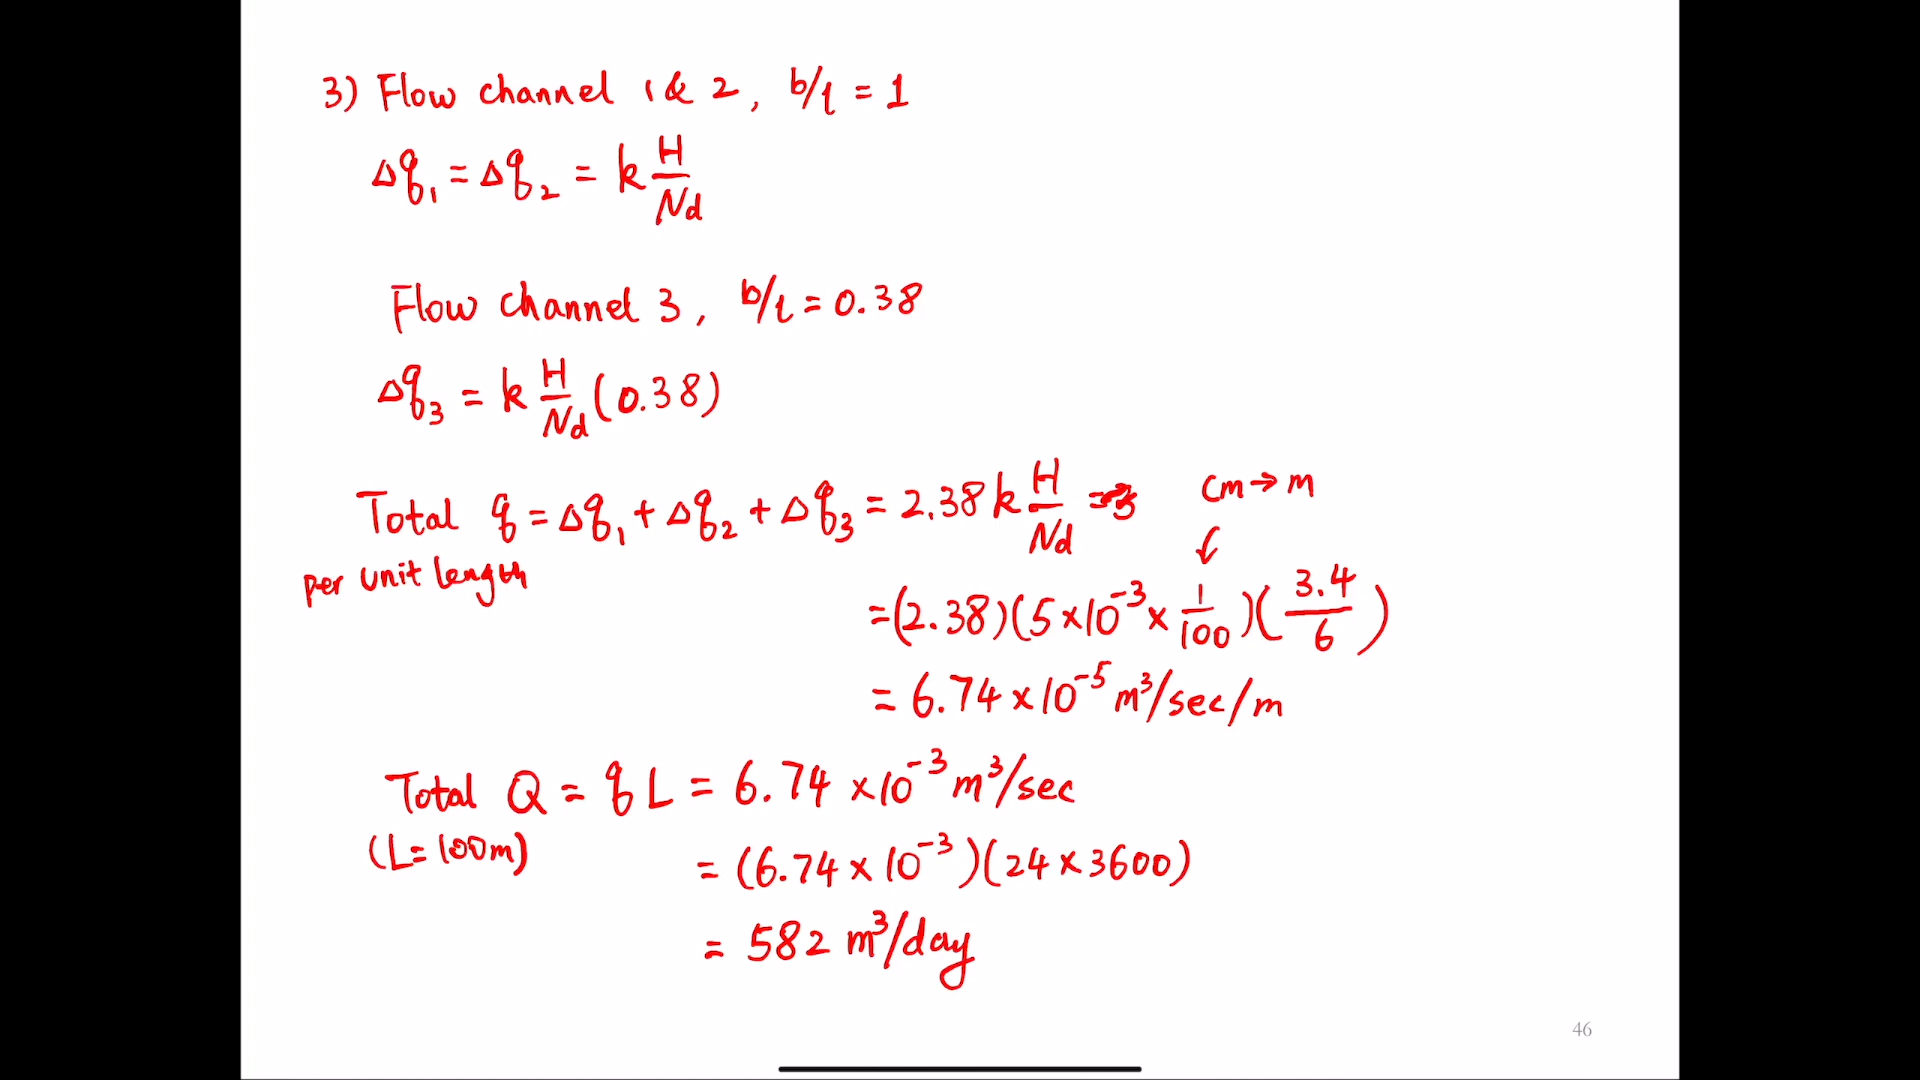 3) Flow channel 1 & 2, b/l = 1
Δq₁ = Δq₂ = k H/Nd
Flow channel 3, b/l = 0.38
Δq₃ = k H/Nd (0.38)
Total q = Δq₁ + Δq₂ + Δq₃ = 2.38 k H/Nd
cm → m
per unit length
= (2.38)(5 × 10⁻³ × 1/100)(3.4/6)
= 6.74 × 10⁻⁵ m³/sec/m
Total Q = qL = 6.74 × 10⁻³ m³/sec
(L = 100m)
= (6.74 × 10⁻³)(24 × 3600)
= 582 m³/day
46